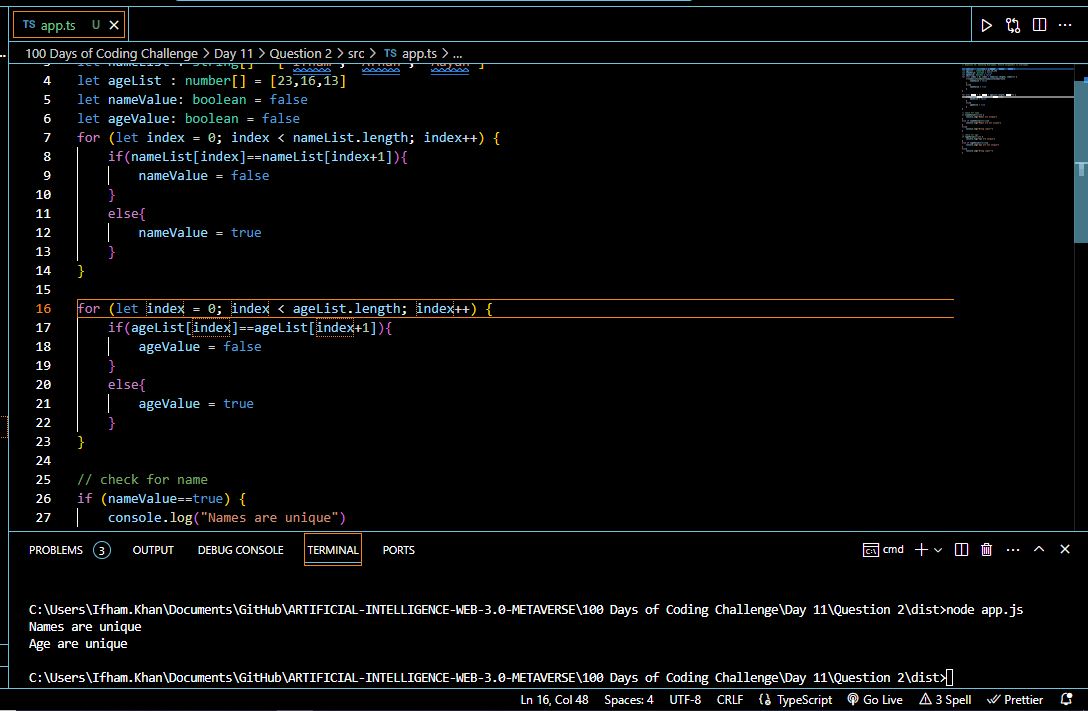 TS app.ts U
100 Days of Coding Challenge > Day 11 > Question 2 > src > TS app.ts > ...
4 let ageList : number[] = [23,16,13]
5 let nameValue: boolean = false
6 let ageValue: boolean = false
7 for (let index = 0; index < nameList.length; index++) {
8 if(nameList[index]==nameList[index+1]){
9 nameValue = false
10 }
11 else{
12 nameValue = true
13 }
14 }
15
16 for (let index = 0; index < ageList.length; index++) {
17 if(ageList[index]==ageList[index+1]){
18 ageValue = false
19 }
20 else{
21 ageValue = true
22 }
23 }
24
25 // check for name
26 if (nameValue==true) {
27 console.log("Names are unique")
PROBLEMS 3 OUTPUT DEBUG CONSOLE TERMINAL PORTS cmd
C:\Users\Ifham.Khan\Documents\GitHub\ARTIFICIAL-INTELLIGENCE-WEB-3.0-METAVERSE\100 Days of Coding Challenge\Day 11\Question 2\dist>node app.js
Names are unique
Age are unique
C:\Users\Ifham.Khan\Documents\GitHub\ARTIFICIAL-INTELLIGENCE-WEB-3.0-METAVERSE\100 Days of Coding Challenge\Day 11\Question 2\dist>
Ln 16, Col 48 Spaces: 4 UTF-8 CRLF {} TypeScript Go Live 3 Spell Prettier